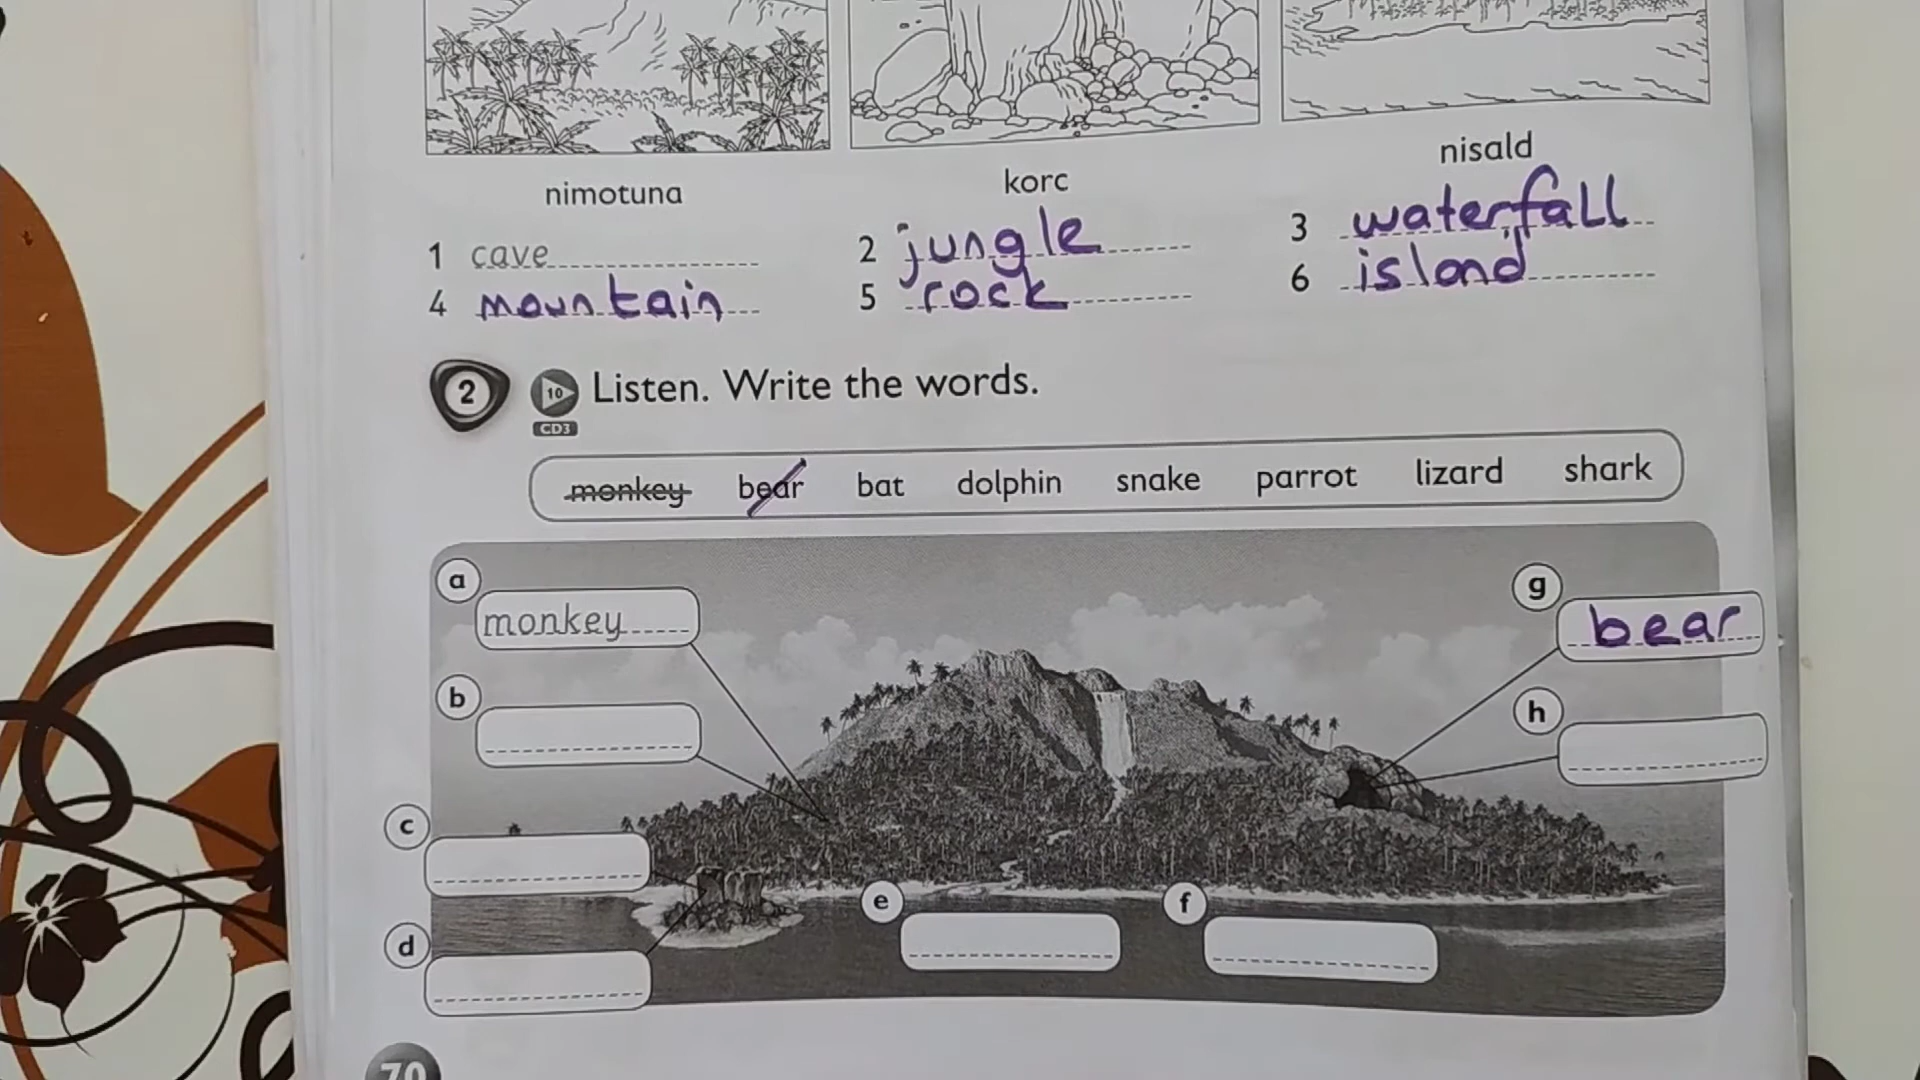 nimotuna
korc
nisald
1 cave
2 jungle
3 waterfall
4 mountain
5 rock
6 island
2 10 CD3 Listen. Write the words.
monkey bear bat dolphin snake parrot lizard shark
a
monkey
b
c
d
e
f
g
bear
h
70